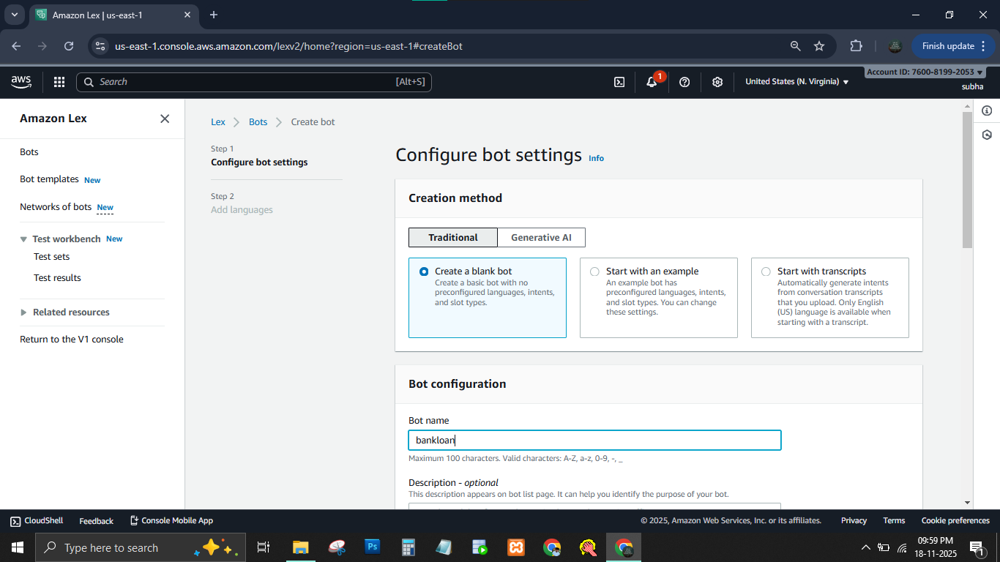 Amazon Lex | us-east-1
us-east-1.console.aws.amazon.com/lexv2/home?region=us-east-1#createBot
Finish update
aws
Search
[Alt+S]
1
United States (N. Virginia)
Account ID: 7600-8199-2053
subha
Amazon Lex
Bots
Bot templates New
Networks of bots New
Test workbench New
Test sets
Test results
Related resources
Return to the V1 console
Lex > Bots > Create bot
Step 1
Configure bot settings
Step 2
Add languages
Configure bot settings Info
Creation method
Traditional
Generative AI
Create a blank bot
Create a basic bot with no
preconfigured languages, intents,
and slot types.
Start with an example
An example bot has
preconfigured languages, intents,
and slot types. You can change
these settings.
Start with transcripts
Automatically generate intents
from conversation transcripts
that you upload. Only English
(US) language is available when
starting with a transcript.
Bot configuration
Bot name
bankloan
Maximum 100 characters. Valid characters: A-Z, a-z, 0-9, -, _
Description - optional
This description appears on bot list page. It can help you identify the purpose of your bot.
CloudShell
Feedback
Console Mobile App
© 2025, Amazon Web Services, Inc. or its affiliates.
Privacy
Terms
Cookie preferences
Type here to search
Ps
09:59 PM
18-11-2025
1